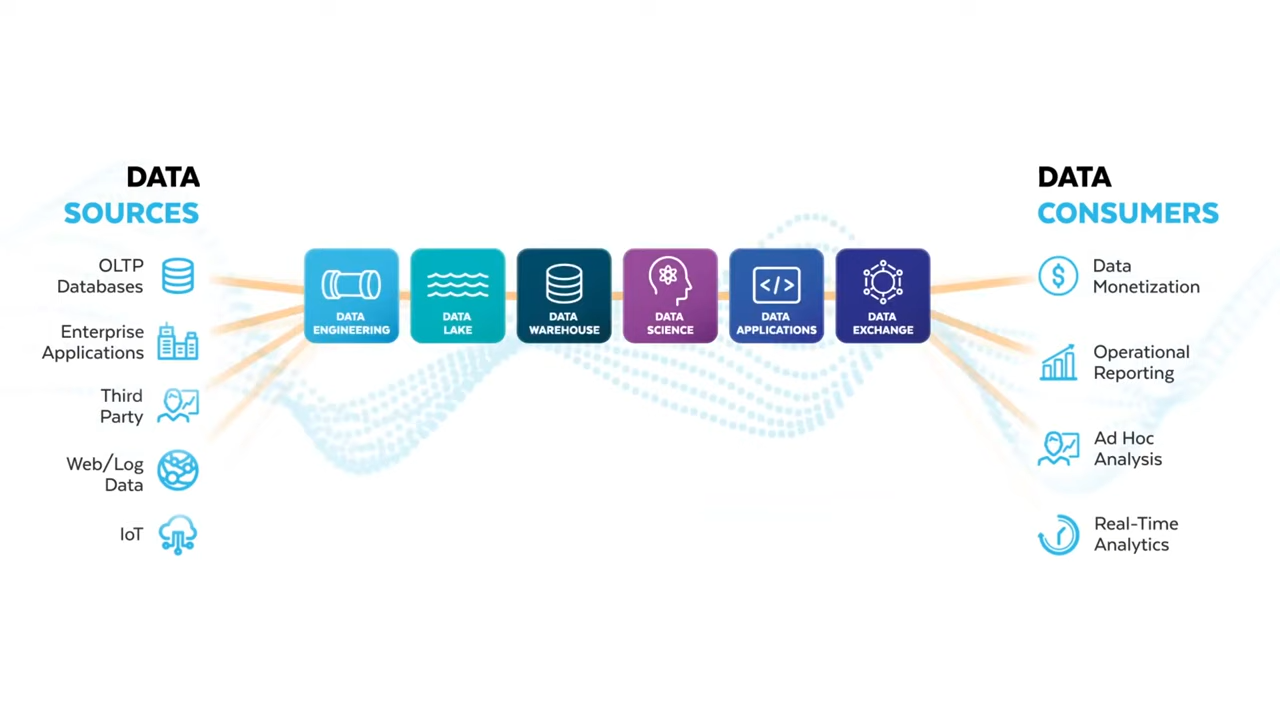 DATA
SOURCES
OLTP
Databases
Enterprise
Applications
Third
Party
Web/Log
Data
IoT
DATA
ENGINEERING
DATA
LAKE
DATA
WAREHOUSE
DATA
SCIENCE
DATA
APPLICATIONS
DATA
EXCHANGE
DATA
CONSUMERS
Data
Monetization
Operational
Reporting
Ad Hoc
Analysis
Real-Time
Analytics